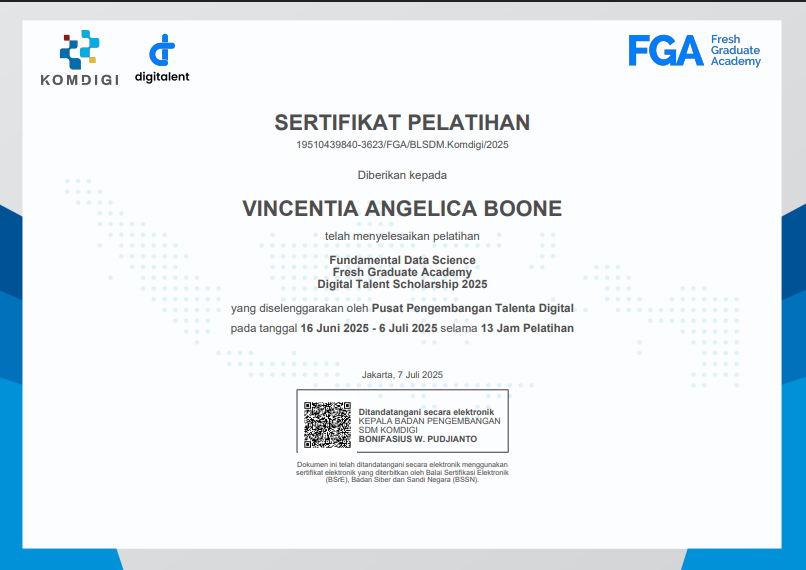 KOMDIGI
digitalent
FGA
Fresh
Graduate
Academy
SERTIFIKAT PELATIHAN
19510439840-3623/FGA/BLSDM.Komdigi/2025
Diberikan kepada
VINCENTIA ANGELICA BOONE
telah menyelesaikan pelatihan
Fundamental Data Science
Fresh Graduate Academy
Digital Talent Scholarship 2025
yang diselenggarakan oleh Pusat Pengembangan Talenta Digital
pada tanggal 16 Juni 2025 - 6 Juli 2025 selama 13 Jam Pelatihan
Jakarta, 7 Juli 2025
Ditandatangani secara elektronik
KEPALA BADAN PENGEMBANGAN
SDM KOMDIGI
BONIFASIUS W. PUDJIANTO
Dokumen ini telah ditandatangani secara elektronik menggunakan
sertifikat elektronik yang diterbitkan oleh Balai Sertifikasi Elektronik
(BSrE), Badan Siber dan Sandi Negara (BSSN).